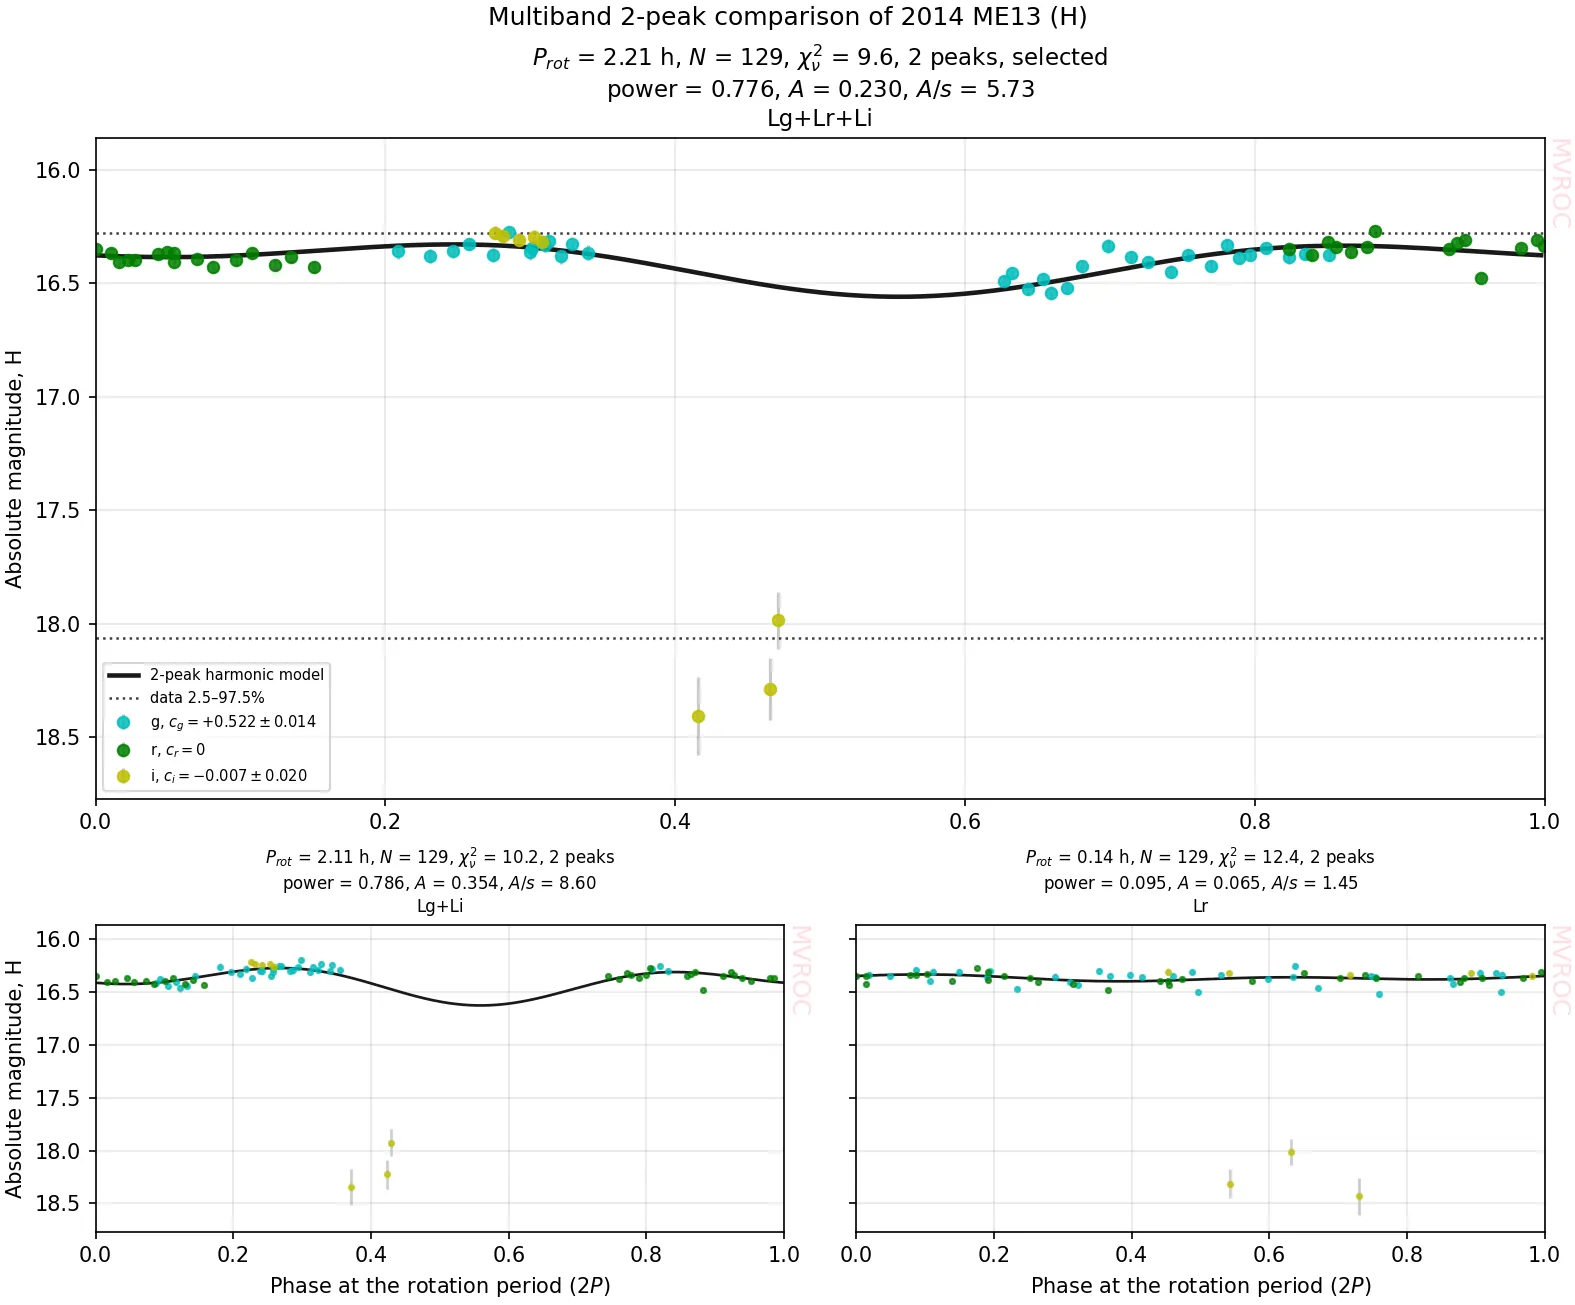 Multiband 2-peak comparison of 2014 ME13 (H)
P_rot = 2.21 h, N = 129, χ²_ν = 9.6, 2 peaks, selected
power = 0.776, A = 0.230, A/s = 5.73
Lg+Lr+Li
MVROC
Absolute magnitude, H
16.0
16.5
17.0
17.5
18.0
18.5
2-peak harmonic model
data 2.5–97.5%
g, c_g = +0.522 ± 0.014
r, c_r = 0
i, c_i = −0.007 ± 0.020
0.0 0.2 0.4 0.6 0.8 1.0
P_rot = 2.11 h, N = 129, χ²_ν = 10.2, 2 peaks
power = 0.786, A = 0.354, A/s = 8.60
Lg+Li
MVROC
Absolute magnitude, H
16.0
16.5
17.0
17.5
18.0
18.5
0.0 0.2 0.4 0.6 0.8 1.0
Phase at the rotation period (2P)
P_rot = 0.14 h, N = 129, χ²_ν = 12.4, 2 peaks
power = 0.095, A = 0.065, A/s = 1.45
Lr
MVROC
0.0 0.2 0.4 0.6 0.8 1.0
Phase at the rotation period (2P)